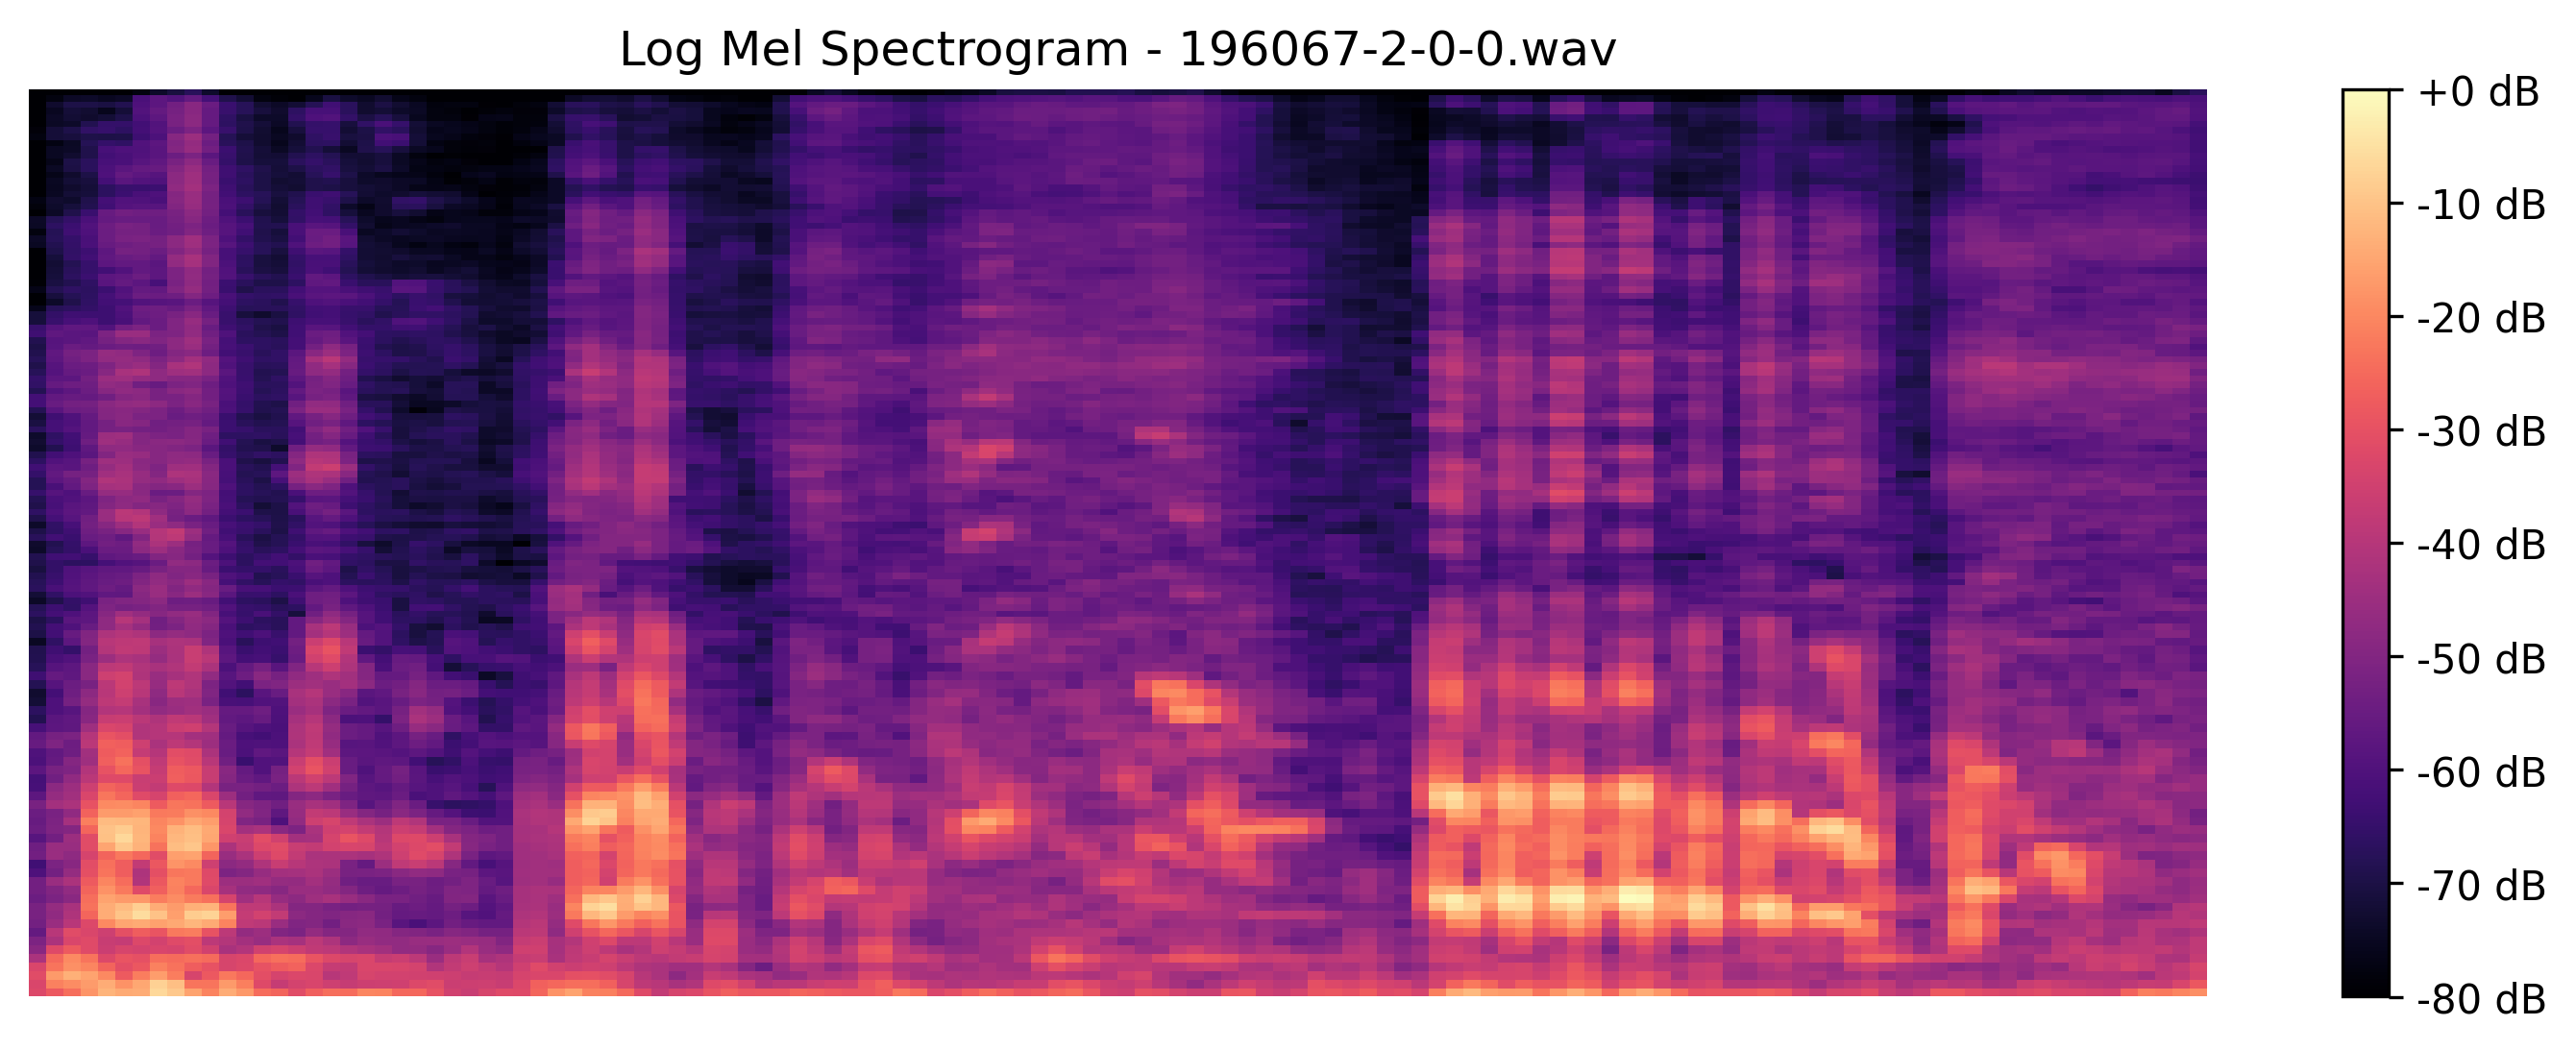 Log Mel Spectrogram - 196067-2-0-0.wav
+0 dB
-10 dB
-20 dB
-30 dB
-40 dB
-50 dB
-60 dB
-70 dB
-80 dB